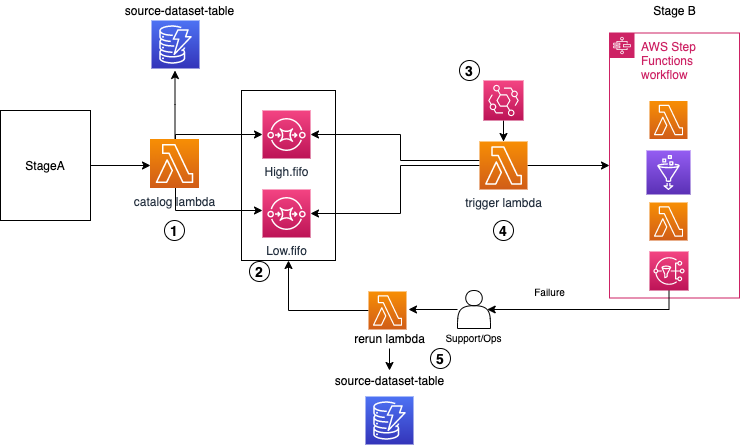 source-dataset-table
Stage B
AWS Step
Functions
workflow
3
StageA
High.fifo
catalog lambda
trigger lambda
1
4
Low.fifo
2
Failure
rerun lambda
Support/Ops
5
source-dataset-table